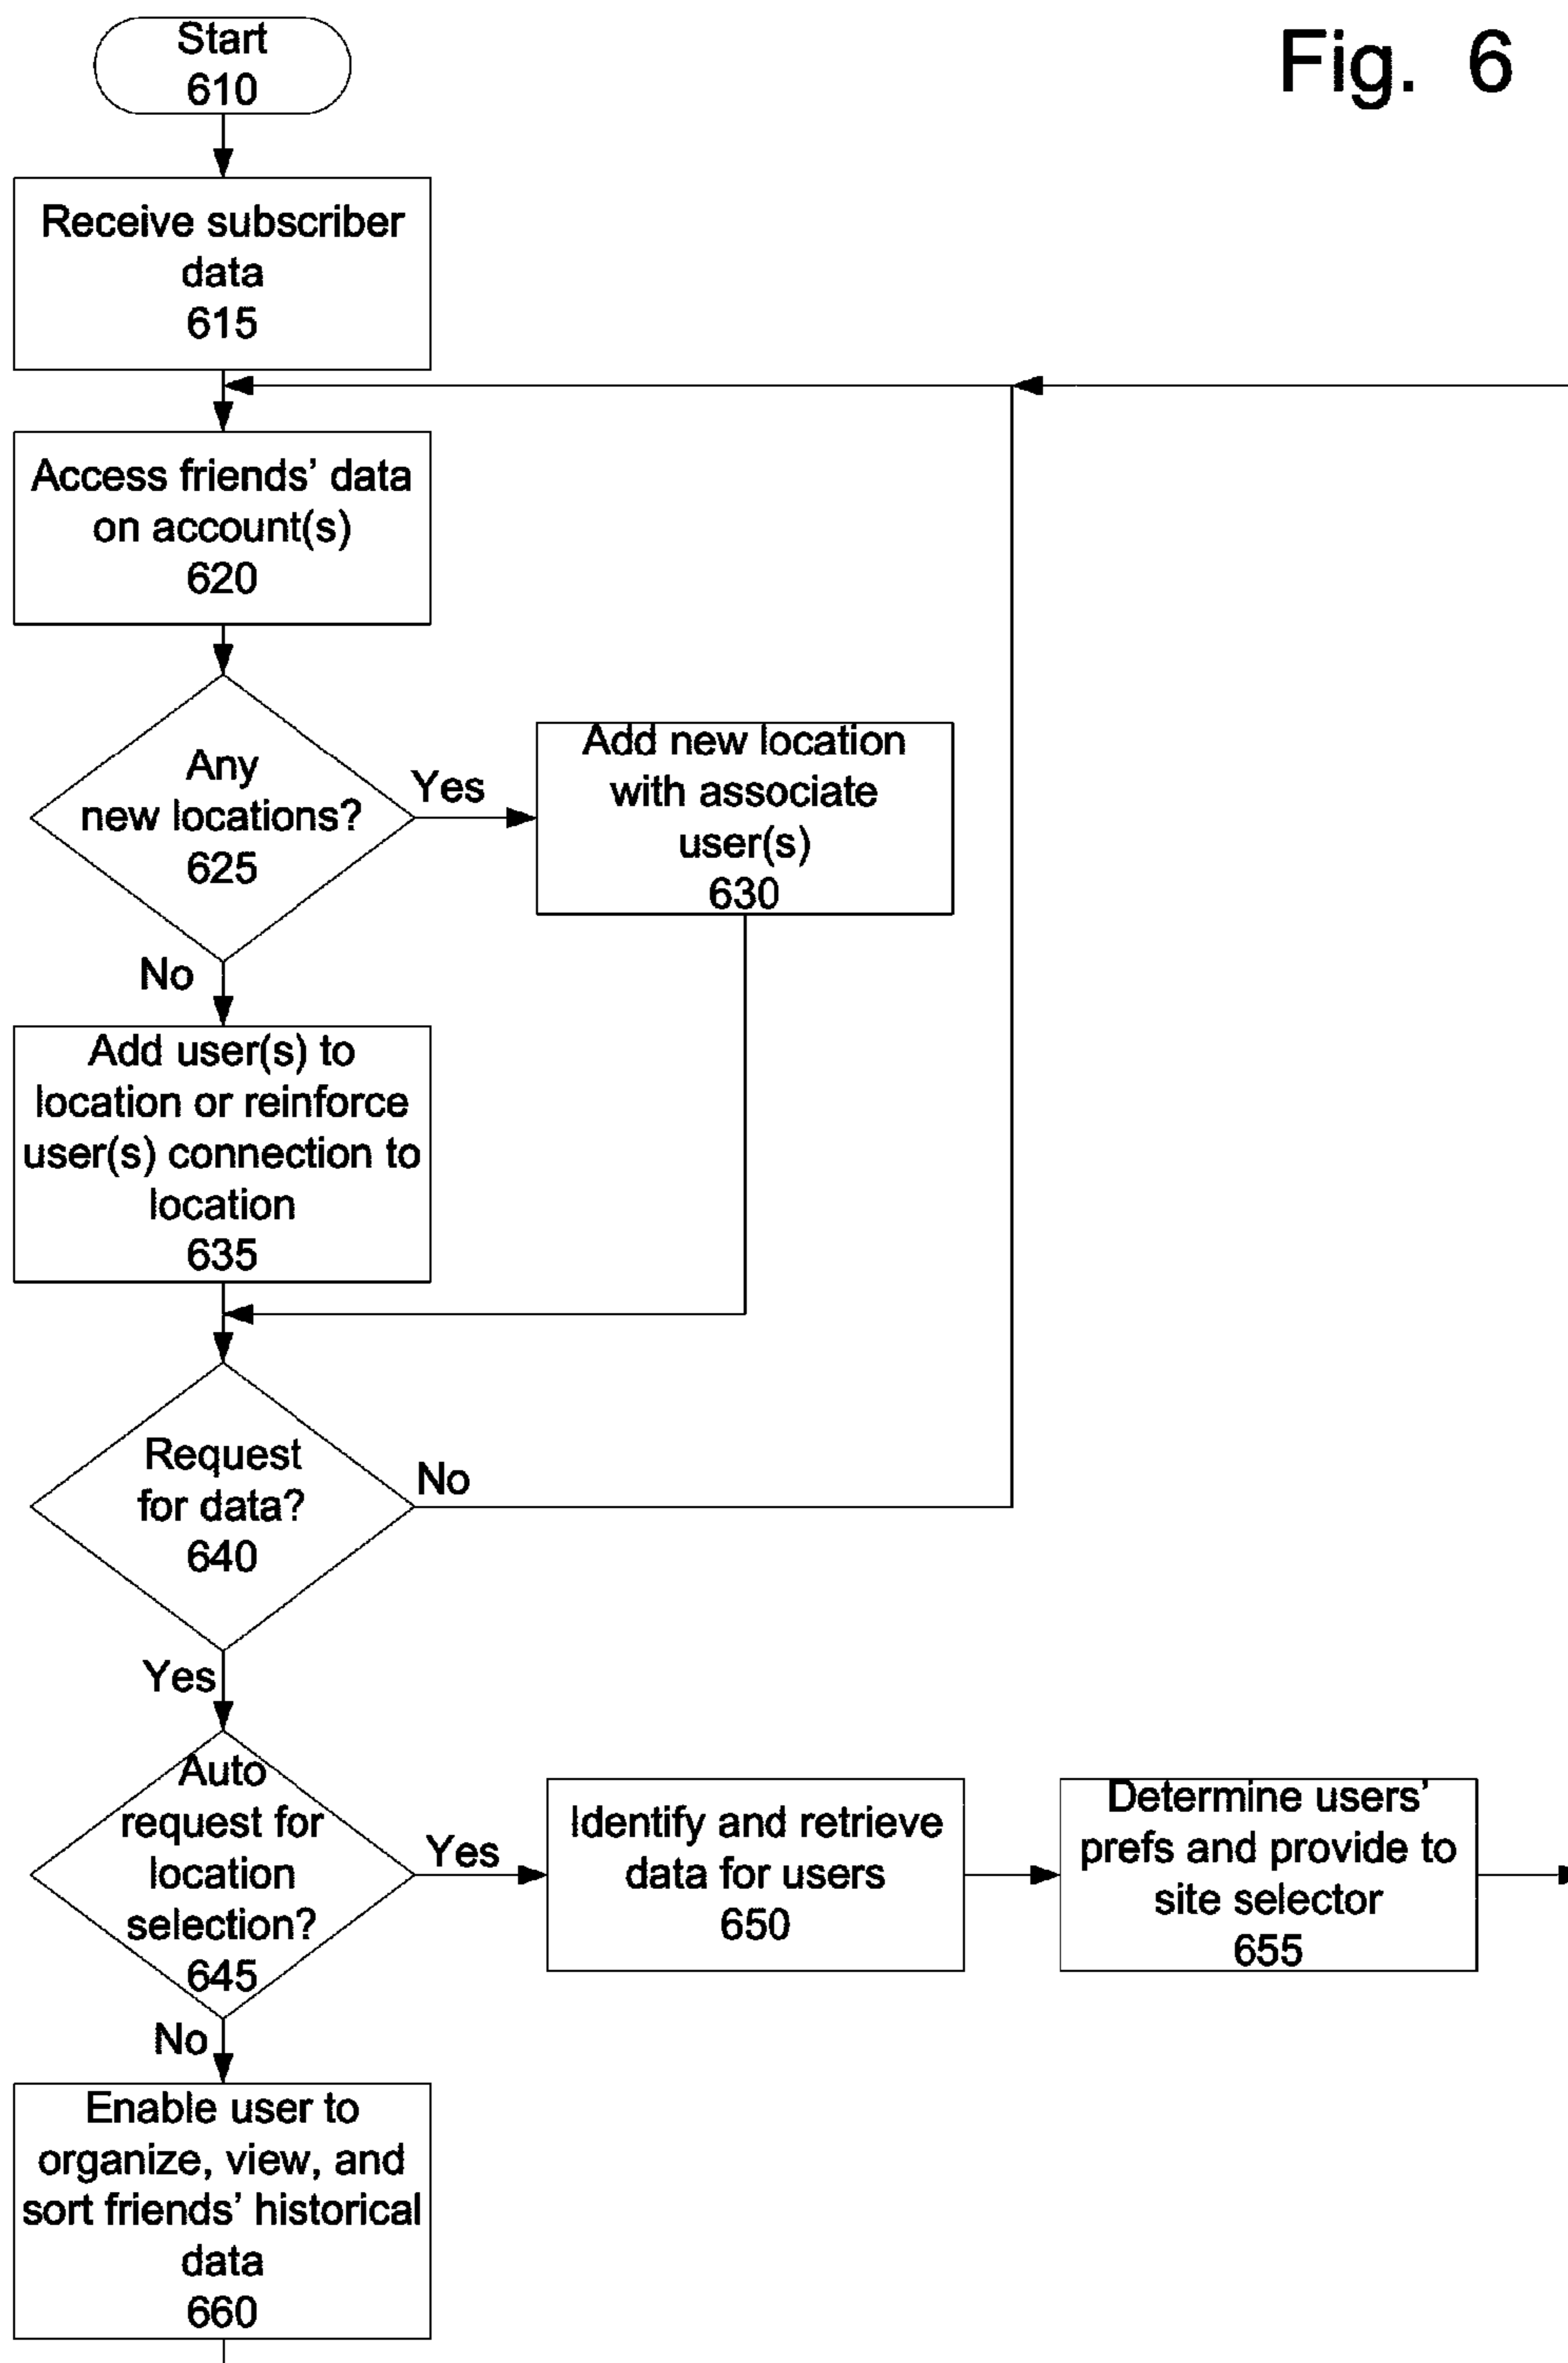 Fig. 6
Start
610
Receive subscriber
data
615
Access friends’ data
on account(s)
620
Any
new locations?
625
Yes
Add new location
with associate
user(s)
630
No
Add user(s) to
location or reinforce
user(s) connection to
location
635
Request
for data?
640
No
Yes
Auto
request for
location
selection?
645
Yes
Identify and retrieve
data for users
650
Determine users’
prefs and provide to
site selector
655
No
Enable user to
organize, view, and
sort friends’ historical
data
660